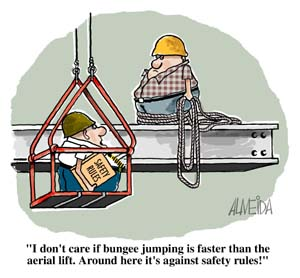 SAFETY
RULES
ALMEIDA
"I don't care if bungee jumping is faster than the
aerial lift. Around here it's against safety rules!"